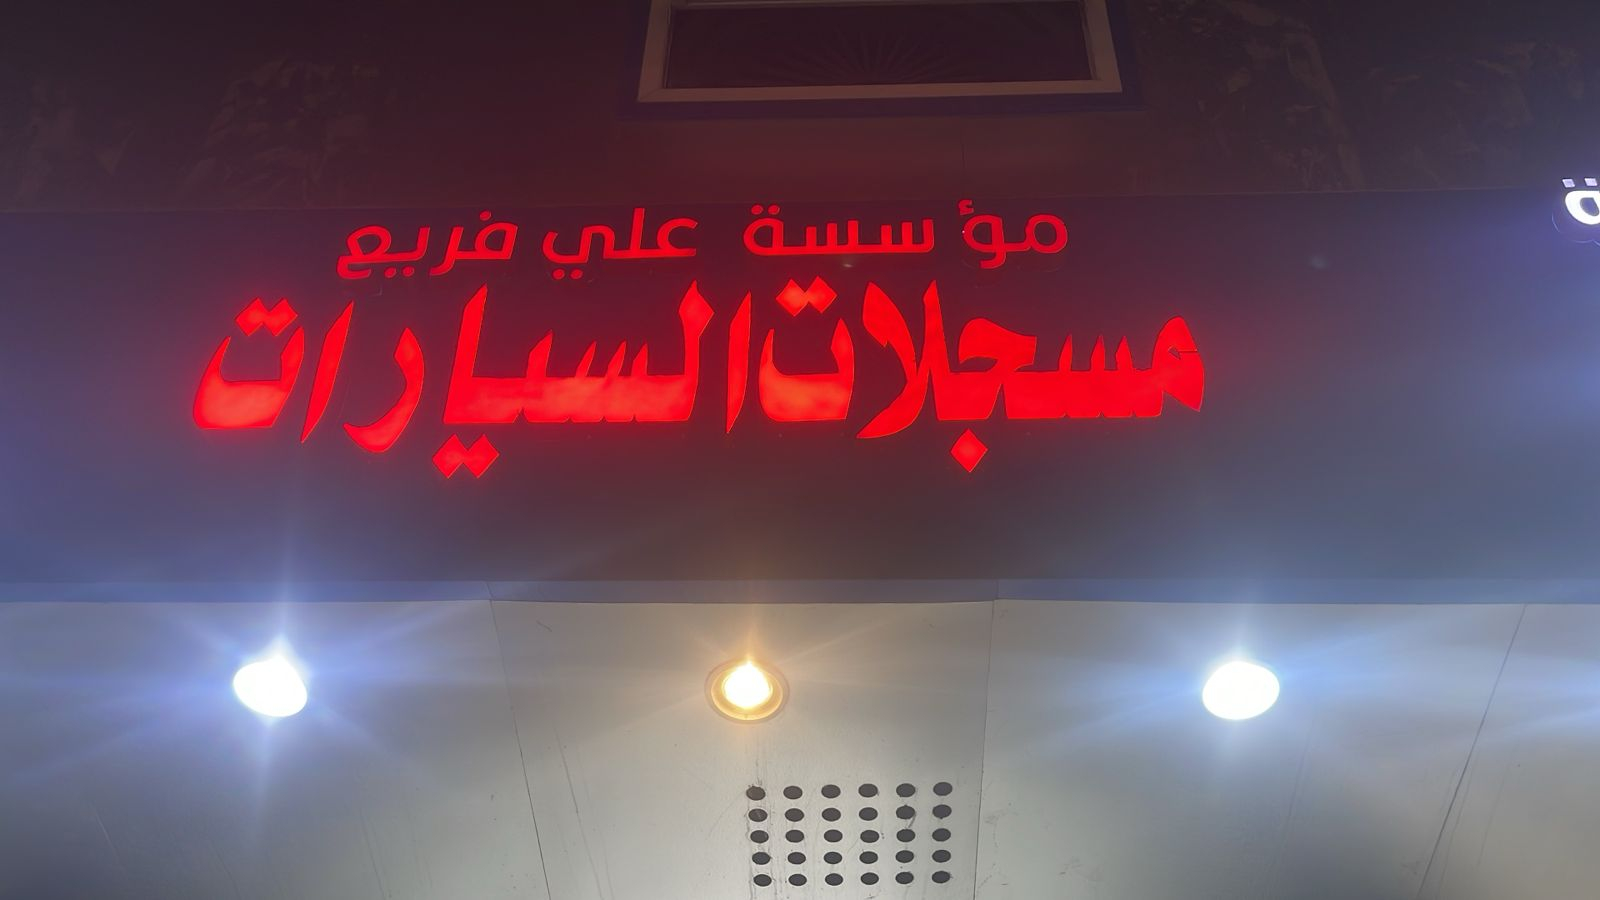 مؤسسة علي فريع
مسجلات السيارات